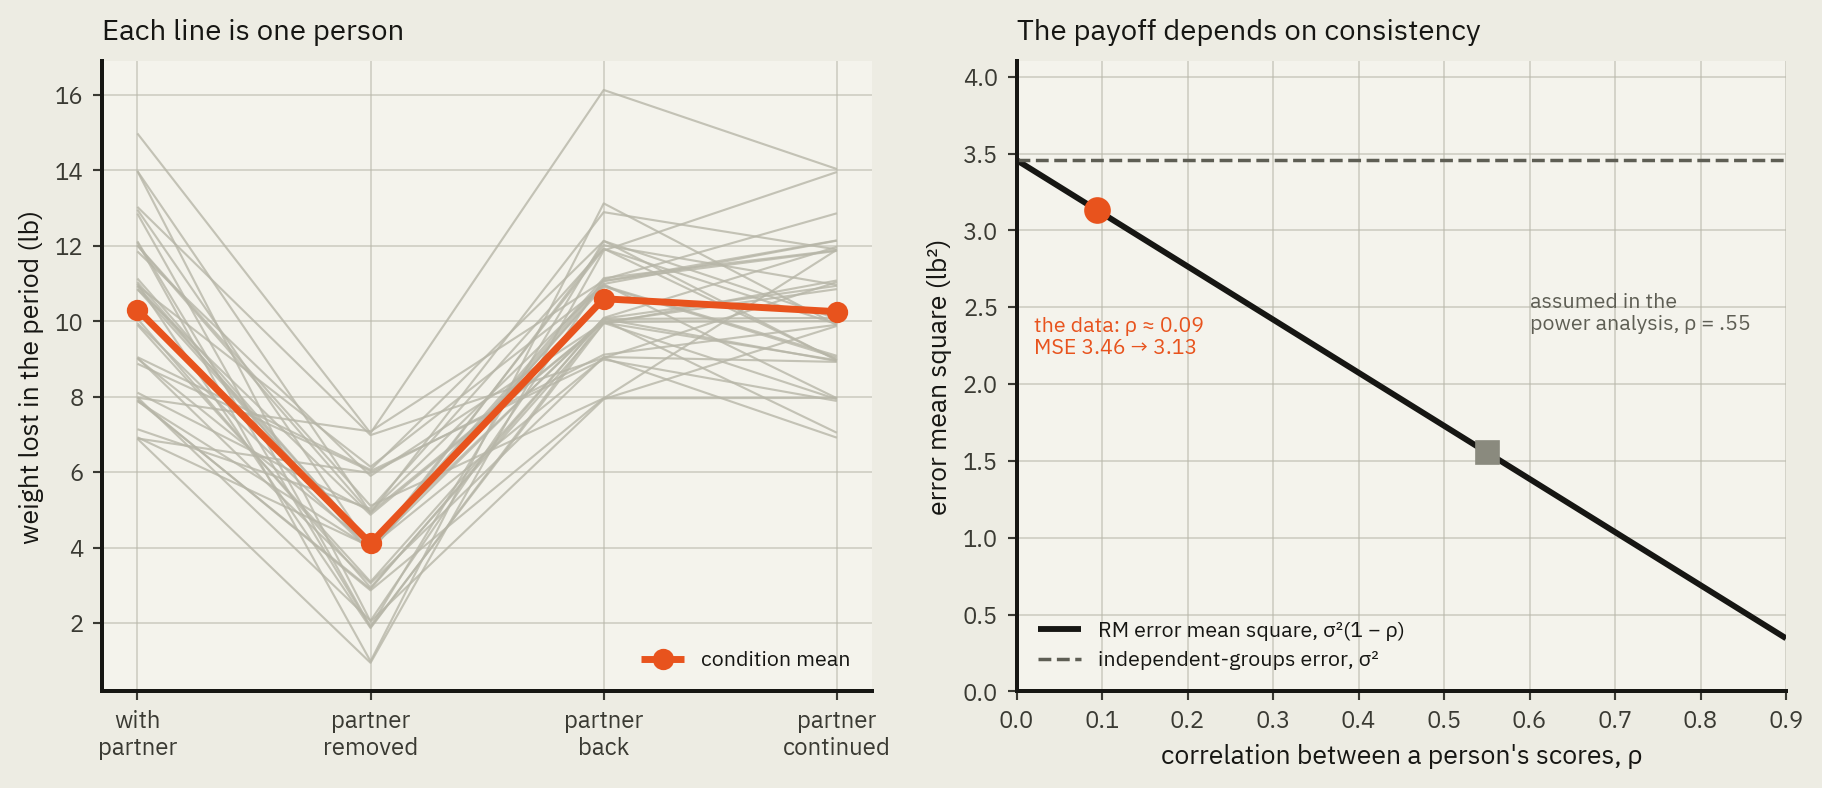 Each line is one person
weight lost in the period (lb)
16
14
12
10
8
6
4
2
condition mean
with
partner
partner
removed
partner
back
partner
continued
The payoff depends on consistency
error mean square (lb²)
4.0
3.5
3.0
2.5
2.0
1.5
1.0
0.5
0.0
the data: ρ ≈ 0.09
MSE 3.46 → 3.13
assumed in the
power analysis, ρ = .55
RM error mean square, σ²(1 − ρ)
independent-groups error, σ²
0.0 0.1 0.2 0.3 0.4 0.5 0.6 0.7 0.8 0.9
correlation between a person's scores, ρ